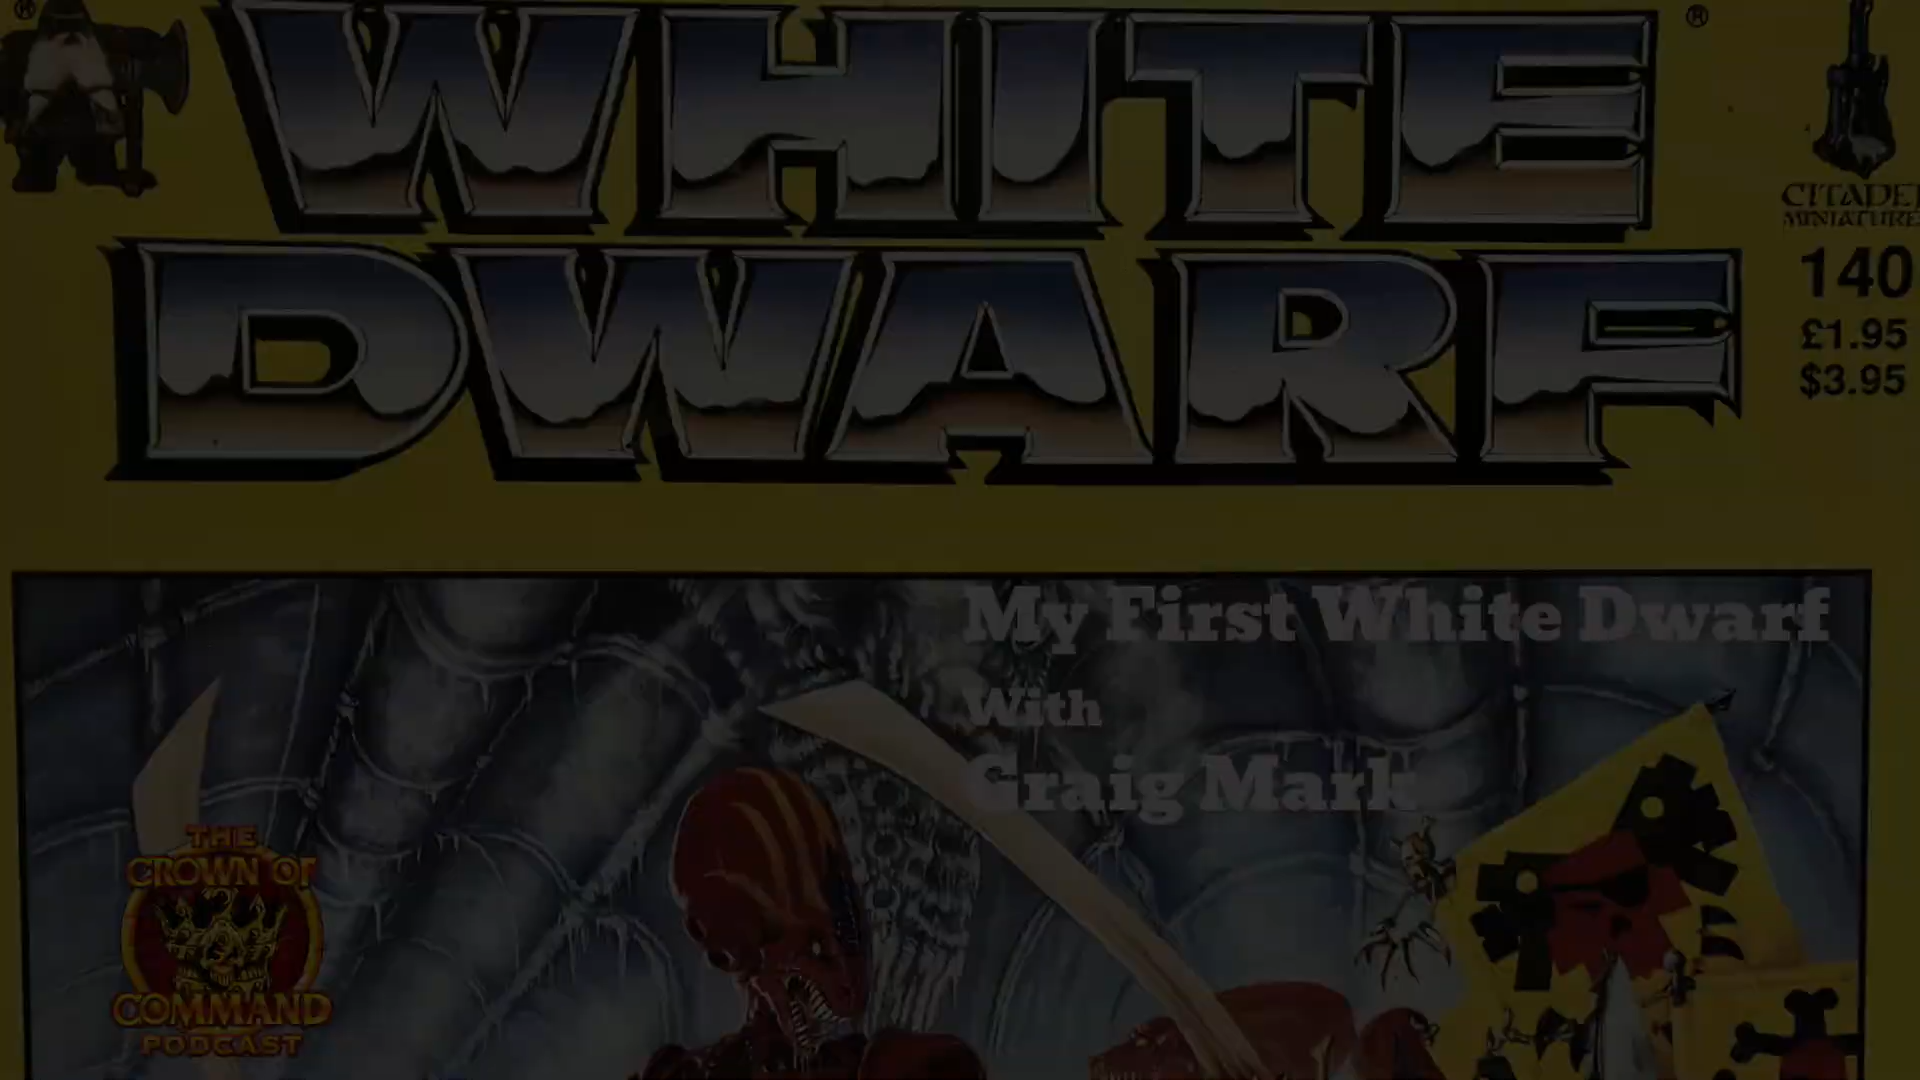 ®
WHITE
®
DWARF
CITADEL
MINIATURES
140
£1.95
$3.95
My First White Dwarf
With
Craig Mark
THE
CROWN OF
COMMAND
PODCAST